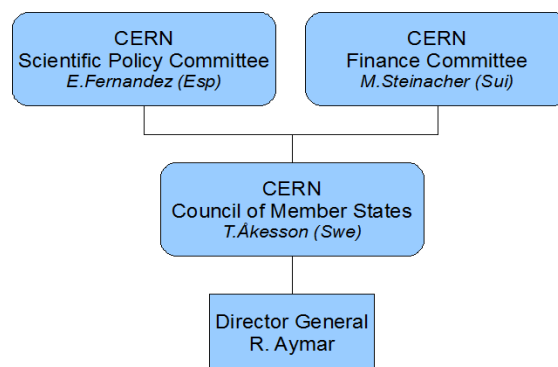 CERN
Scientific Policy Committee
E.Fernandez (Esp)
CERN
Finance Committee
M.Steinacher (Sui)
CERN
Council of Member States
T.Åkesson (Swe)
Director General
R. Aymar